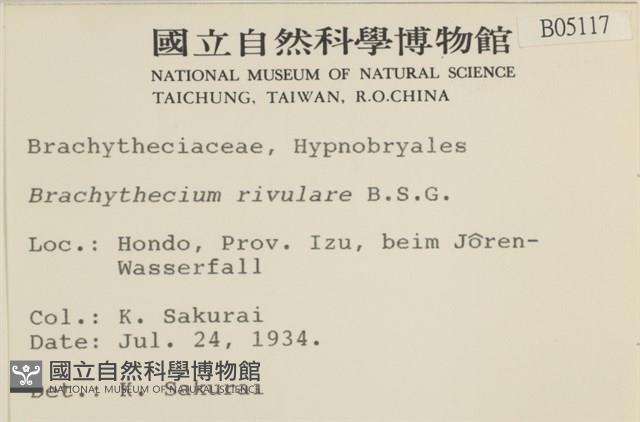 國立自然科學博物館
B05117
NATIONAL MUSEUM OF NATURAL SCIENCE
TAICHUNG, TAIWAN, R.O.CHINA
Brachytheciaceae, Hypnobryales
Brachythecium rivulare B.S.G.
Loc.: Hondo, Prov. Izu, beim Jôren-
Wasserfall
Col.: K. Sakurai
Date: Jul. 24, 1934.
Det.: K. Sakurai
國立自然科學博物館
NATIONAL MUSEUM OF NATURAL SCIENCE